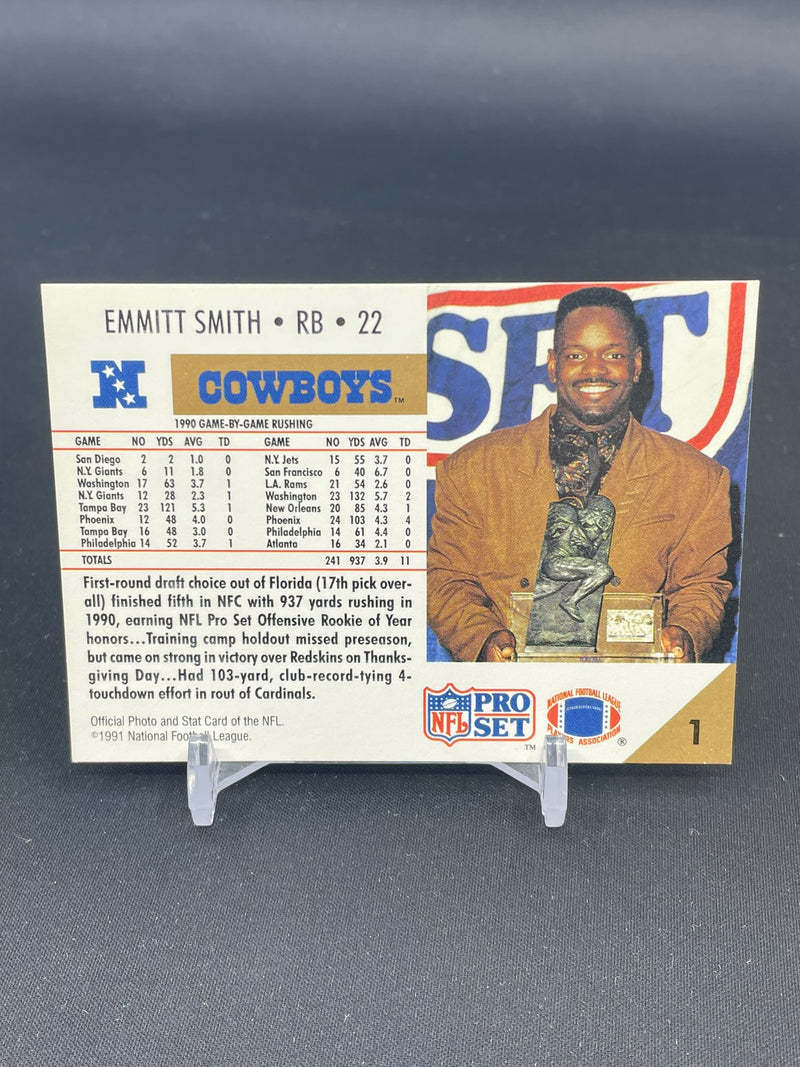 EMMITT SMITH • RB • 22
N
COWBOYS™
1990 GAME-BY-GAME RUSHING
GAME NO YDS AVG TD GAME NO YDS AVG TD
San Diego 2 2 1.0 0 N.Y. Jets 15 55 3.7 0
N.Y. Giants 6 11 1.8 0 San Francisco 6 40 6.7 0
Washington 17 63 3.7 1 L.A. Rams 21 54 2.6 0
N.Y. Giants 12 28 2.3 1 Washington 23 132 5.7 2
Tampa Bay 23 121 5.3 1 New Orleans 20 85 4.3 1
Phoenix 12 48 4.0 0 Phoenix 24 103 4.3 4
Tampa Bay 16 48 3.0 0 Philadelphia 14 61 4.4 0
Philadelphia 14 52 3.7 1 Atlanta 16 34 2.1 0
TOTALS 241 937 3.9 11
First-round draft choice out of Florida (17th pick over-
all) finished fifth in NFC with 937 yards rushing in
1990, earning NFL Pro Set Offensive Rookie of Year
honors...Training camp holdout missed preseason,
but came on strong in victory over Redskins on Thanks-
giving Day...Had 103-yard, club-record-tying 4-
touchdown effort in rout of Cardinals.
Official Photo and Stat Card of the NFL.
©1991 National Football League.
SET
NFL
PRO
SET™
NATIONAL FOOTBALL LEAGUE
PLAYERS ASSOCIATION ®
1